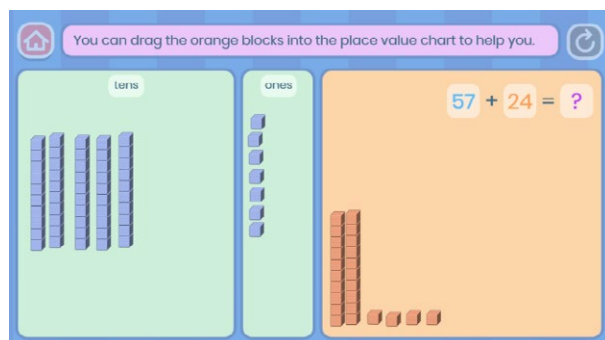 You can drag the orange blocks into the place value chart to help you.
tens
ones
57 + 24 = ?